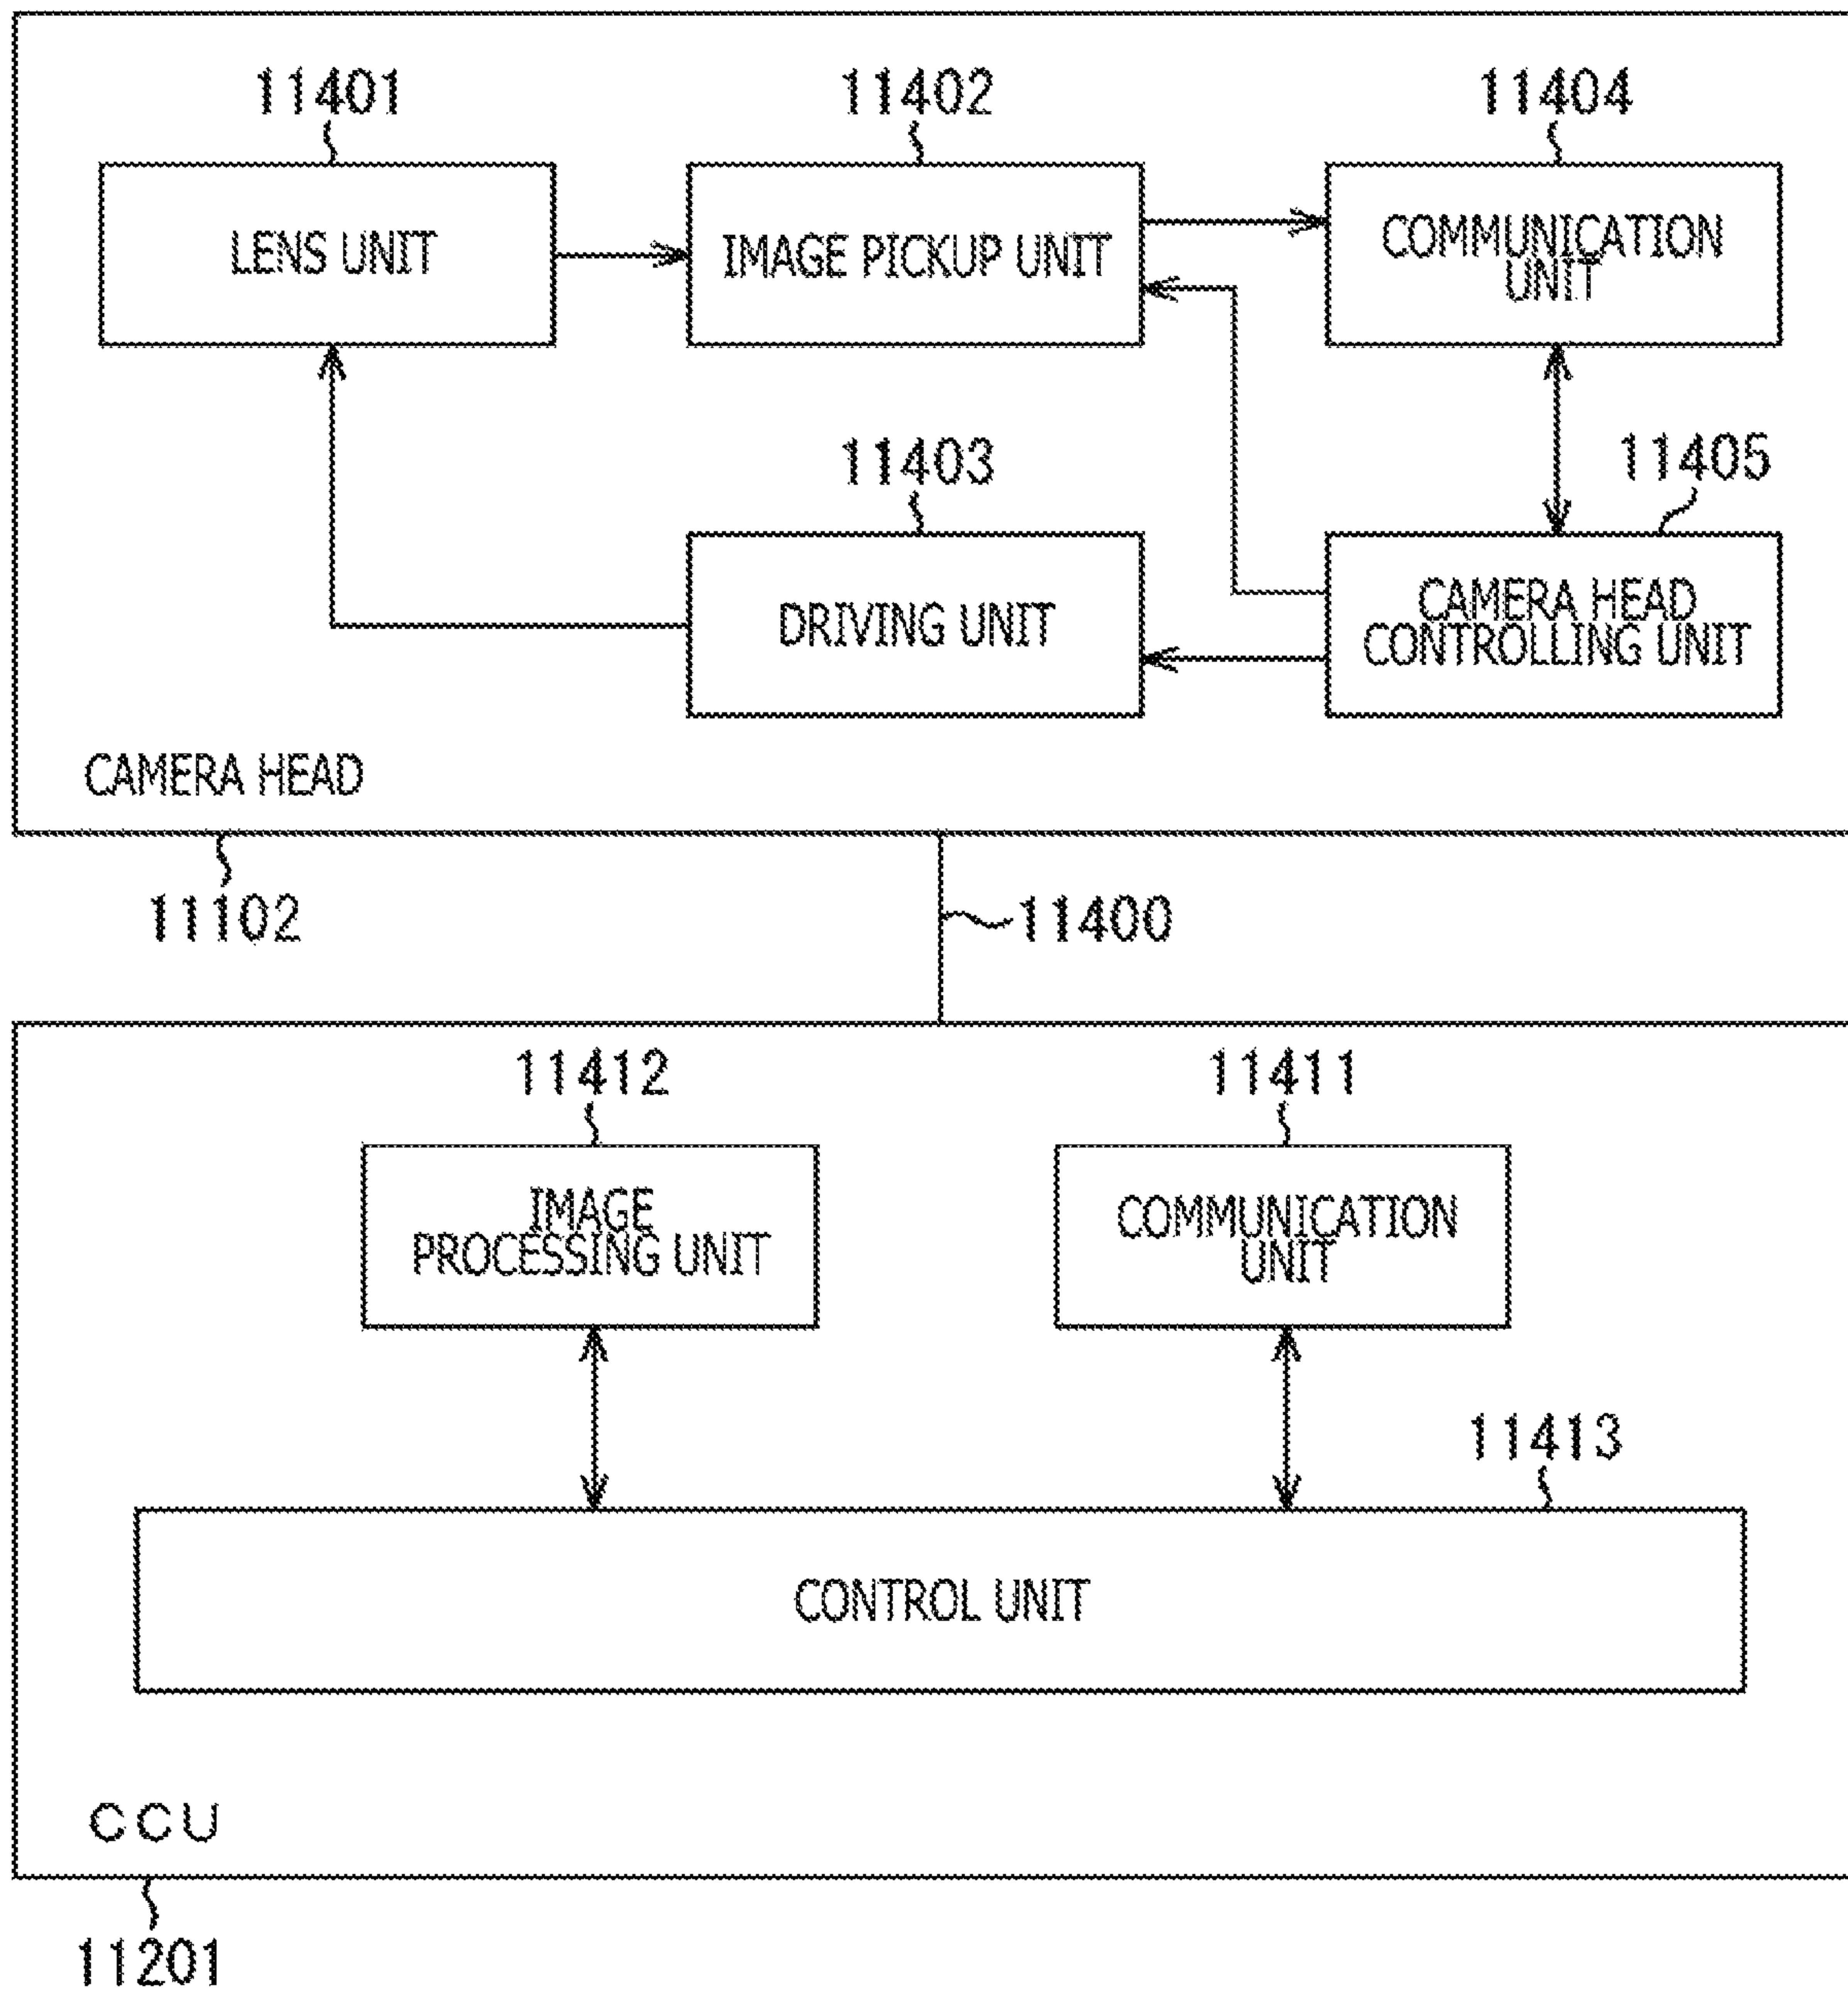 11401
11402
11404
LENS UNIT
IMAGE PICKUP UNIT
COMMUNICATION
UNIT
11403
11405
DRIVING UNIT
CAMERA HEAD
CONTROLLING UNIT
CAMERA HEAD
11102
11400
11412
11411
IMAGE
PROCESSING UNIT
COMMUNICATION
UNIT
11413
CONTROL UNIT
CCU
11201